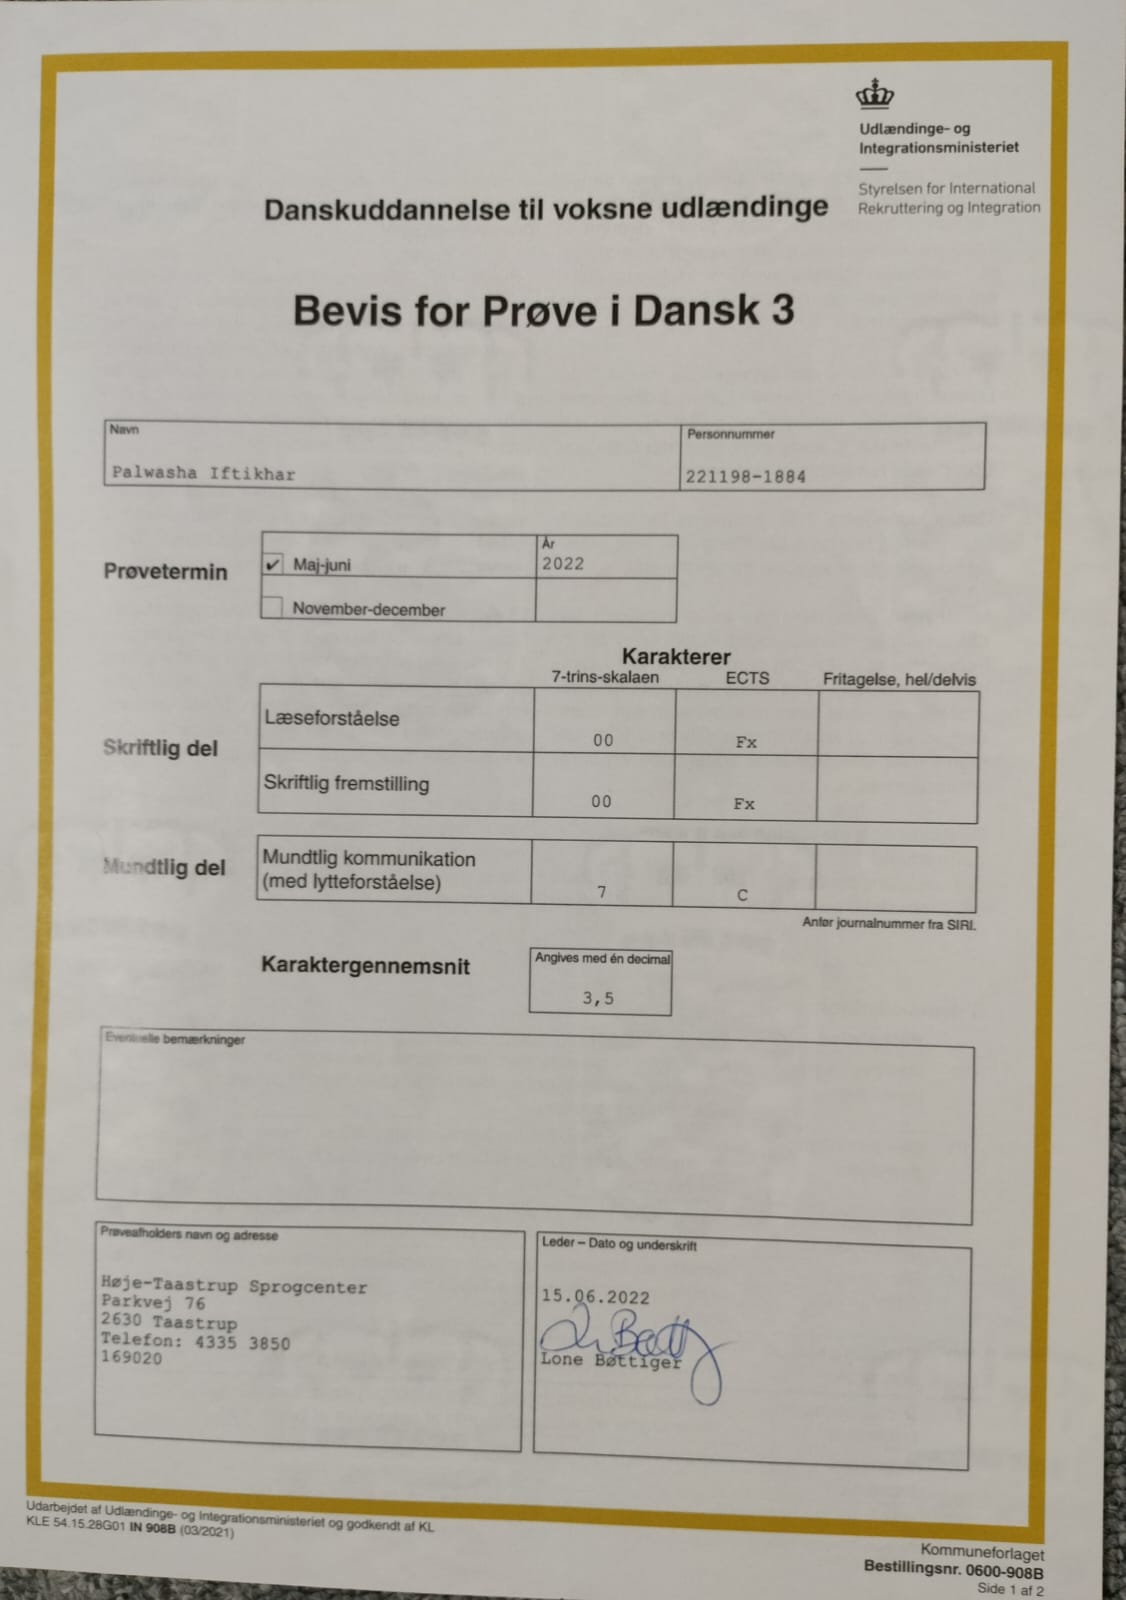 Udlændinge- og
Integrationsministeriet
Styrelsen for International
Rekruttering og Integration
Danskuddannelse til voksne udlændinge
Bevis for Prøve i Dansk 3
Navn
Personnummer
Palwasha Iftikhar
221198-1884
Prøvetermin
✔ Maj-juni
År
2022
November-december
Karakterer
7-trins-skalaen ECTS Fritagelse, hel/delvis
Skriftlig del
Læseforståelse
00 Fx
Skriftlig fremstilling
00 Fx
Mundtlig del
Mundtlig kommunikation
(med lytteforståelse)
7 C
Anfør journalnummer fra SIRI.
Karaktergennemsnit
Angives med én decimal
3,5
Eventuelle bemærkninger
Prøveafholders navn og adresse
Høje-Taastrup Sprogcenter
Parkvej 76
2630 Taastrup
Telefon: 4335 3850
169020
Leder – Dato og underskrift
15.06.2022
Lone Bøttiger
Udarbejdet af Udlændinge- og Integrationsministeriet og godkendt af KL
KLE 54.15.28G01 IN 908B (03/2021)
Kommuneforlaget
Bestillingsnr. 0600-908B
Side 1 af 2